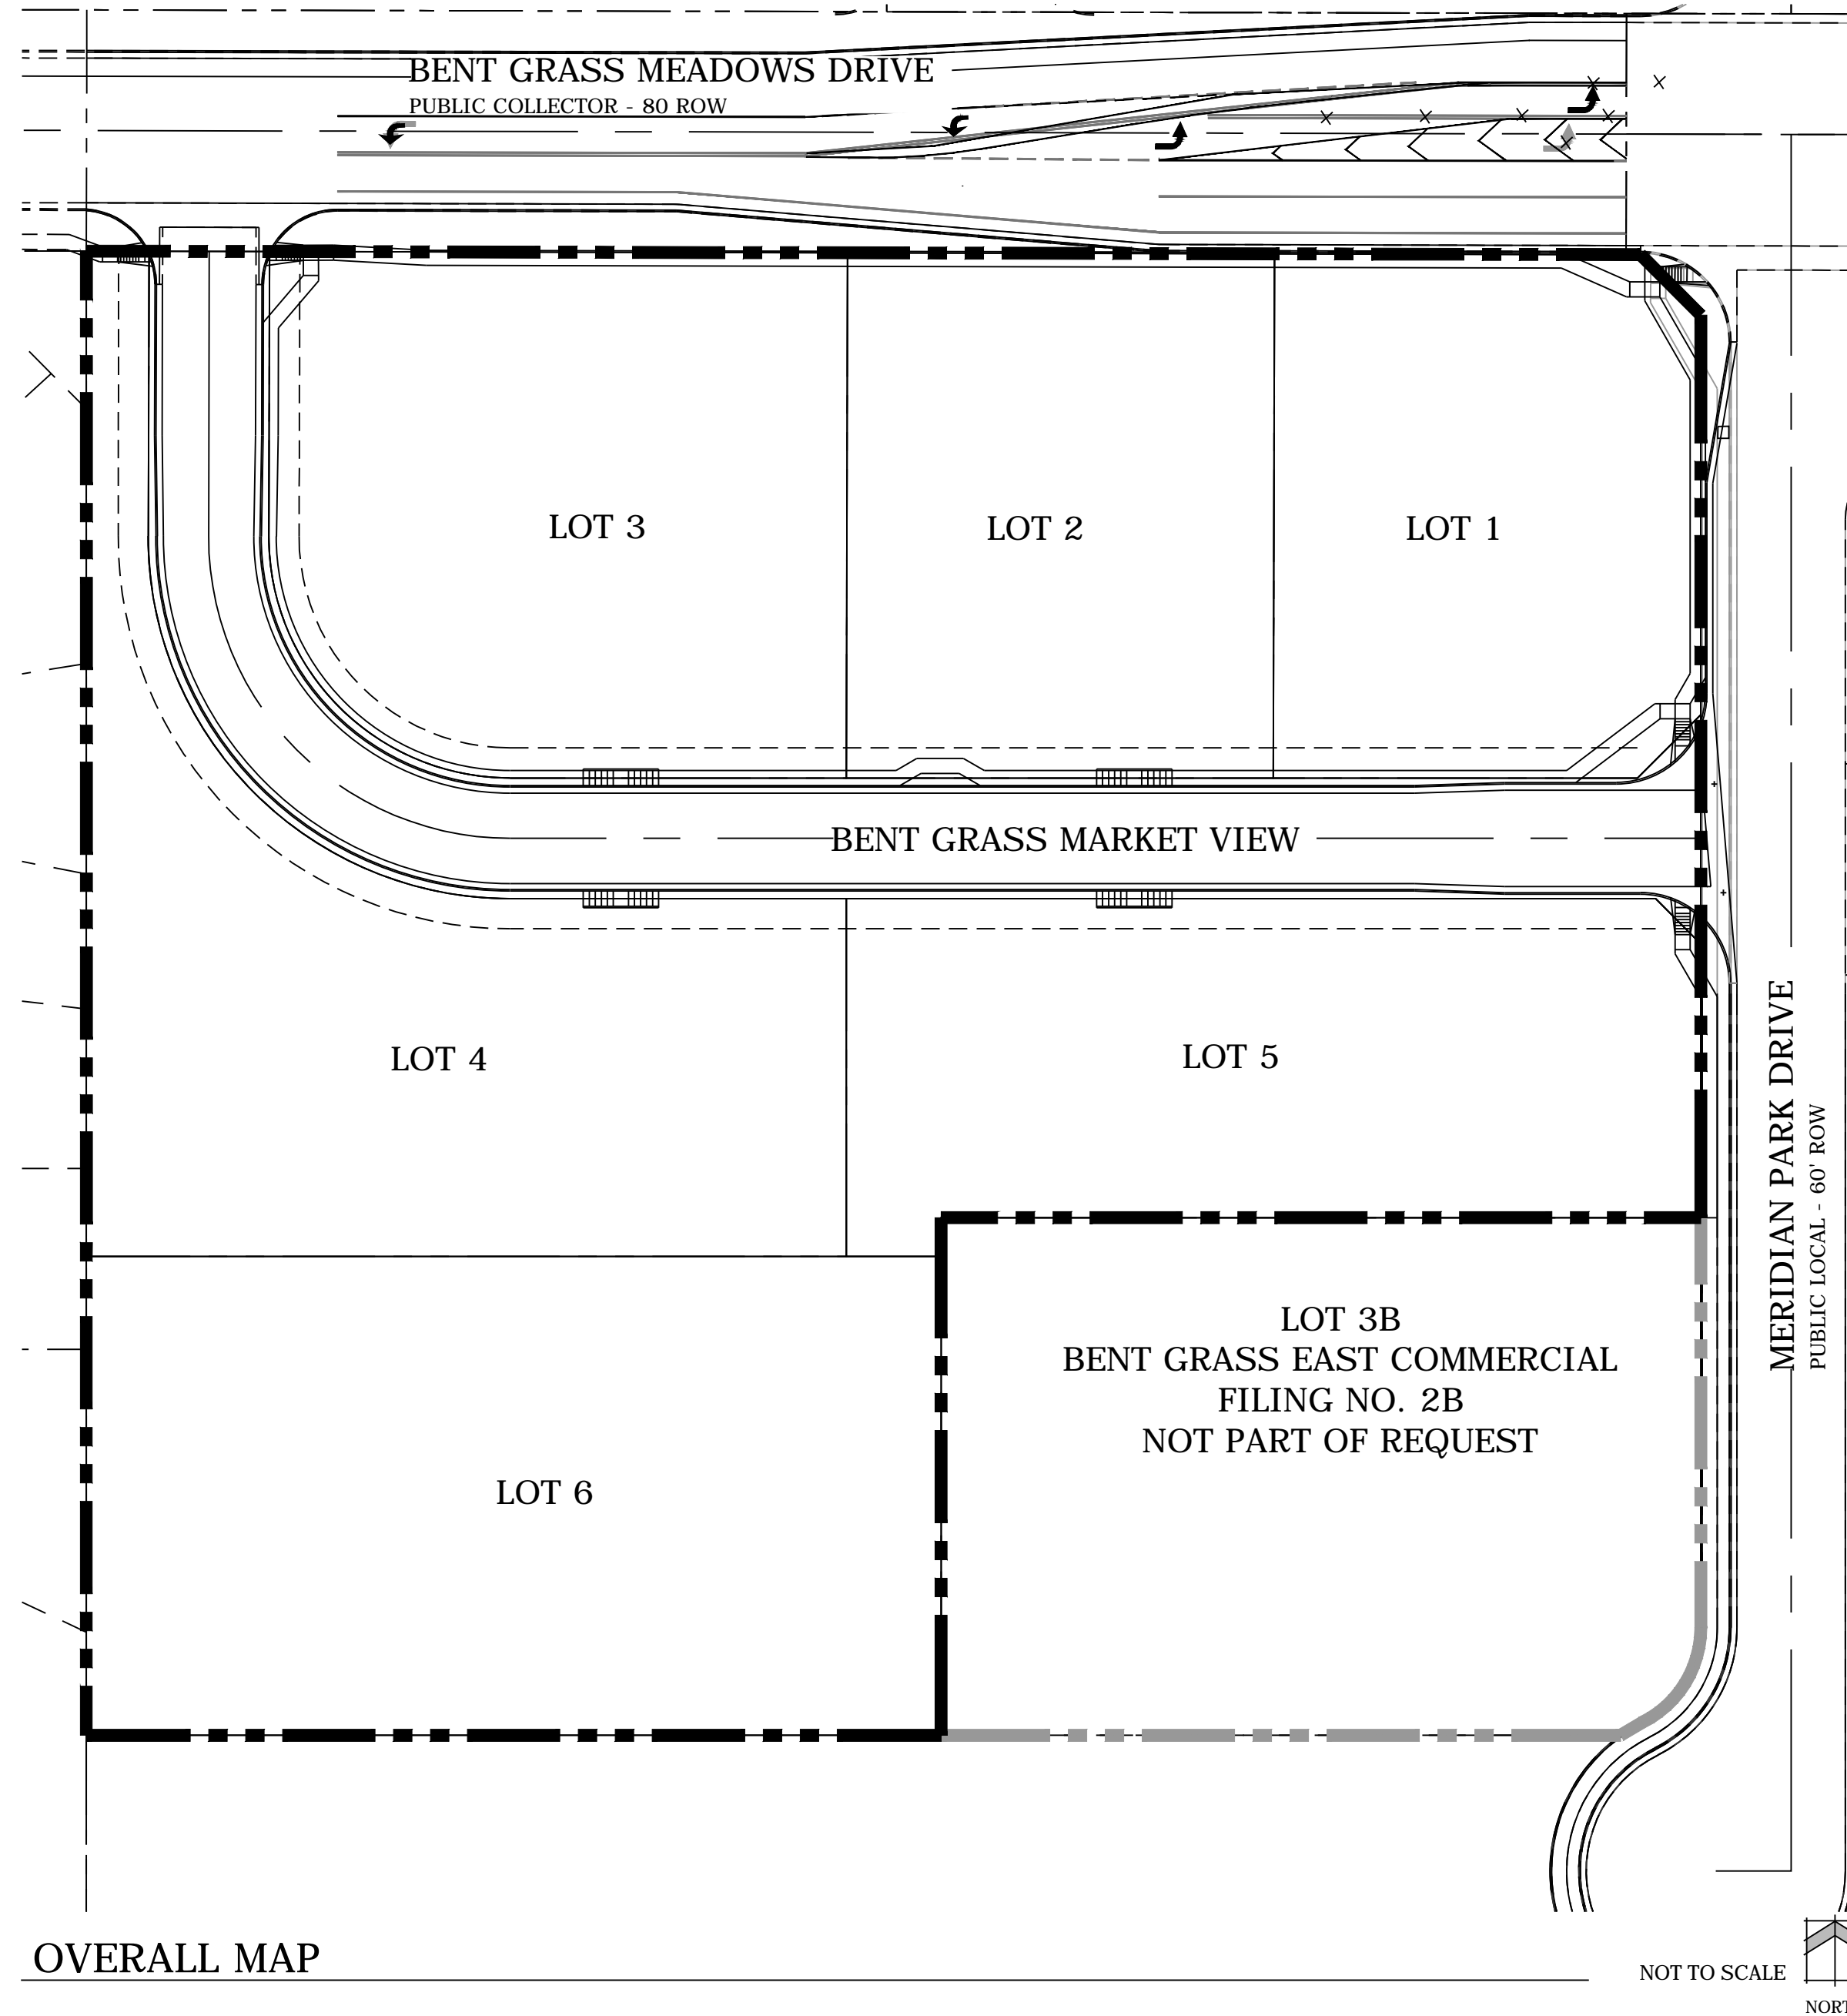 BENT GRASS MEADOWS DRIVE
PUBLIC COLLECTOR - 80 ROW
LOT 3
LOT 2
LOT 1
BENT GRASS MARKET VIEW
LOT 4
LOT 5
MERIDIAN PARK DRIVE
PUBLIC LOCAL - 60' ROW
LOT 3B
BENT GRASS EAST COMMERCIAL
FILING NO. 2B
NOT PART OF REQUEST
LOT 6
OVERALL MAP
NOT TO SCALE
NORT